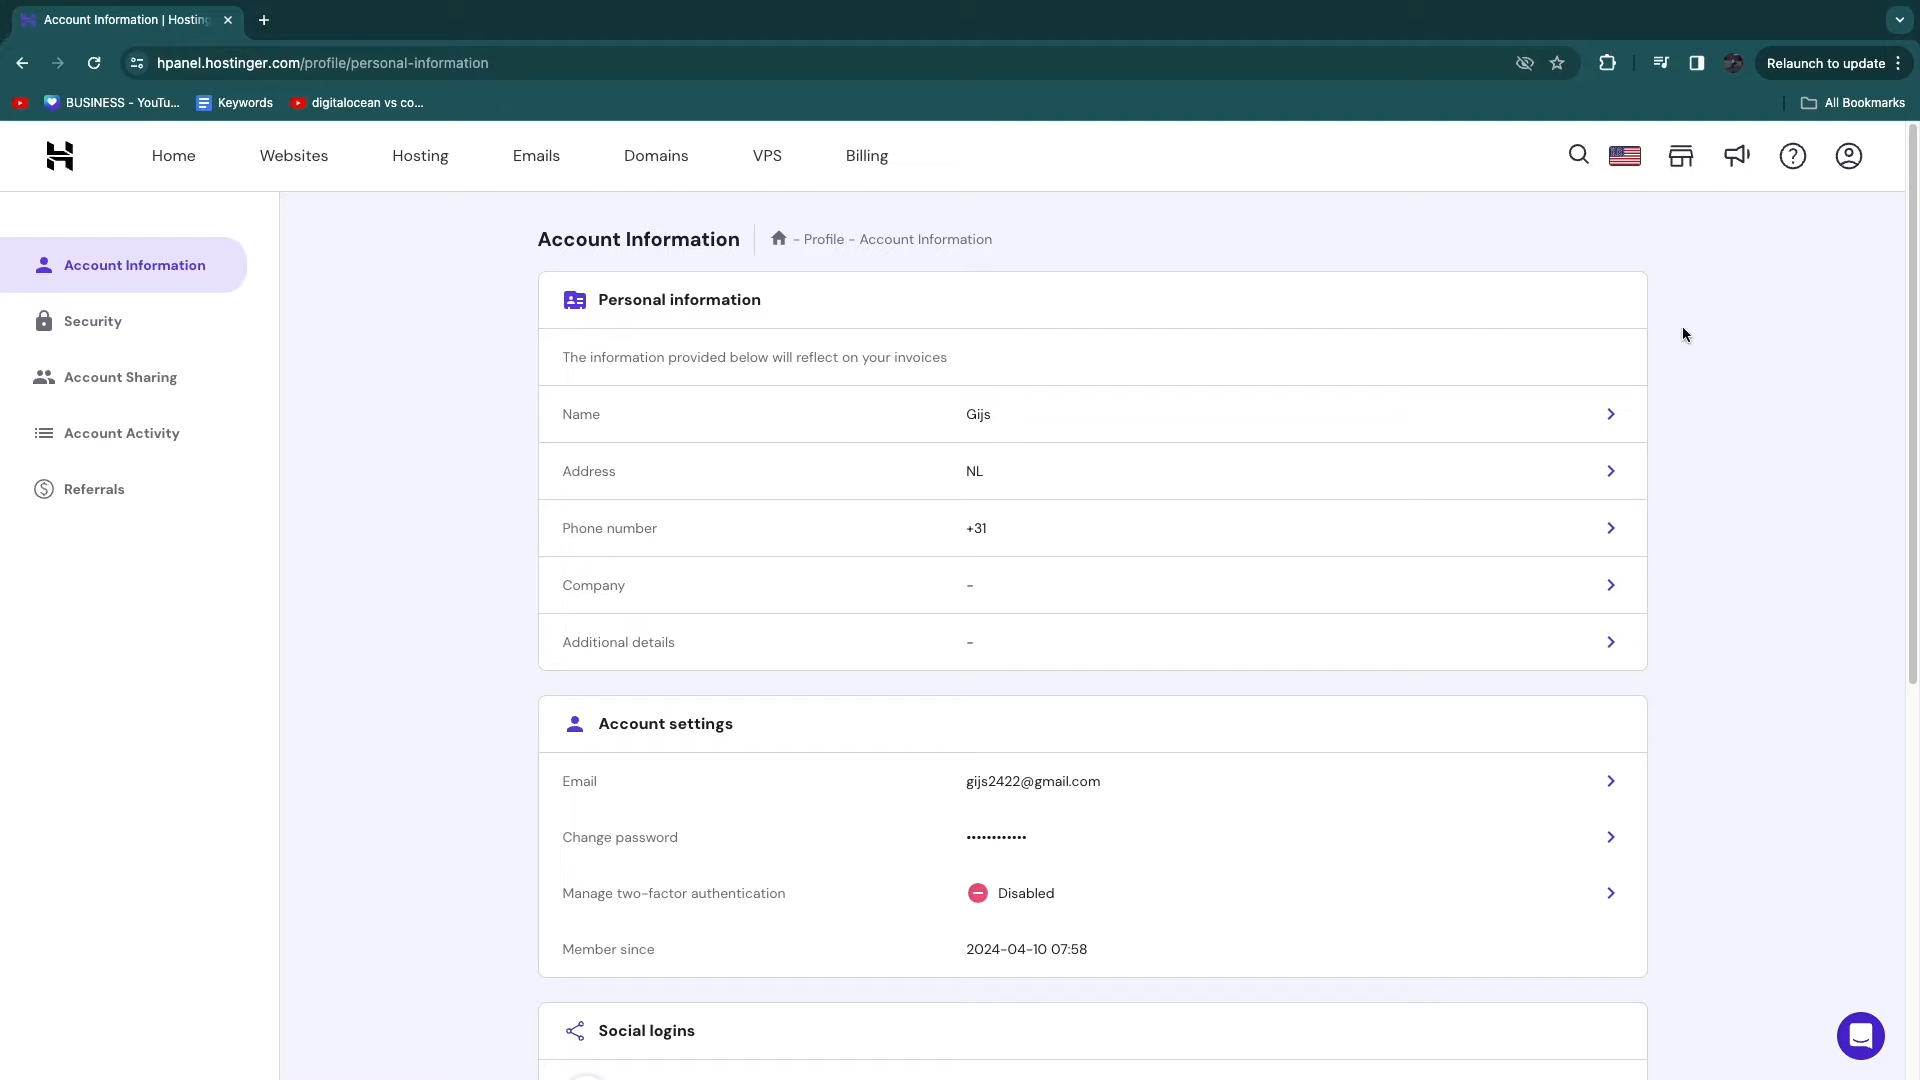 Account Information | Hosting
hpanel.hostinger.com/profile/personal-information
Relaunch to update
BUSINESS - YouTu...
Keywords
digitalocean vs co...
All Bookmarks
Home
Websites
Hosting
Emails
Domains
VPS
Billing
Account Information
Security
Account Sharing
Account Activity
Referrals
Account Information
- Profile - Account Information
Personal information
The information provided below will reflect on your invoices
Name Gijs
Address NL
Phone number +31
Company -
Additional details -
Account settings
Email gijs2422@gmail.com
Change password ••••••••••••
Manage two-factor authentication Disabled
Member since 2024-04-10 07:58
Social logins